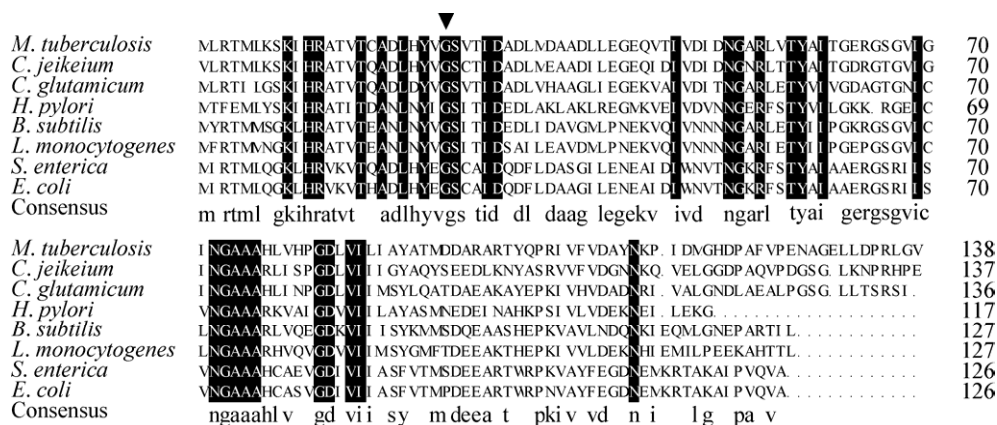 M. tuberculosis MLRTMLKSKIHRATVTCADLHYVGSVTIDADLMDAADLLEGEQVTIVDIDNGARLVTYAITGERGSGVIG 70
C. jeikeium VLRTMLKSKIHRATVTQADLHYVGSCTIDADLMEAADILEGEQIDIVDIDNGNRLTTYAITGDRGTGVIC 70
C. glutamicum MLRTILGSKIHRATVTQADLDYVGSVTIDADLVHAAGLIEGEKVAIVDITNGARLETYVIVGDAGTGNIC 70
H. pylori MTFEMLYSKIHRATITDANLNYIGSITIDEDLAKLAKLREGMKVEIVDVNNGERFSTYVILGKK.RGEIC 69
B. subtilis MYRTMMSGKLHRATVTEANLNYVGSITIDEDLIDAVGMLPNEKVQIVNNNNGARLETYIIPGKRGSGVIC 70
L. monocytogenes MFRTMMNGKIHRATVTEANLNYVGSITIDSAILEAVDMLPNEKVQIVNNNNGARIETYIIPGEPGSGVIC 70
S. enterica MIRTMLQGKLHRVKVTQADLHYEGSCAIDQDFLDASGILENEAIDIWNVTNGKRFSTYAIAAERGSRIIS 70
E. coli MIRTMLQGKLHRVKVTHADLHYEGSCAIDQDFLDAAGILENEAIDIWNVTNGKRFSTYAIAAERGSRIIS 70
Consensus m rtml gkihratvt adlhyvgs tid dl daag legekv ivd ngarl tyai gergsgvic
M. tuberculosis INGAAAHLVHPGDLVILIAYATMDDARARTYQPRIVFVDAYNKP.IDMGHDPAFVPENAGELLDPRLGV 138
C. jeikeium INGAAARLISPGDLVIIIGYAQYSEEDLKNYASRVVFVDGNNKQ.VELGGDPAQVPDGSG.LKNPRHPE 137
C. glutamicum INGAAAHLINPGDLVIIMSYLQATDAEAKAYEPKIVHVDADNRI.VALGNDLAEALPGSG.LLTSRSI. 136
H. pylori VNGAAARKVAIGDVVIILAYASMNEDEINAHKPSIVLVDEKNEI.LEKG.................... 117
B. subtilis LNGAAARLVQEGDKVIIISYKMMSDQEAASHEPKVAVLNDQNKIEQMLGNEPARTIL........... 127
L. monocytogenes LNGAAARHVQVGDVVIIMSYGMFTDEEAKTHEPKIVVLDEKNHIEMILPEEKAHTTL........... 127
S. enterica VNGAAAHCAEVGDIVIIASFVTMSDEEARTWRPKVAYFEGDNEMKRTAKAIPVQVA............ 126
E. coli VNGAAAHCASVGDIVIIASFVTMPDEEARTWRPNVAYFEGDNEMKRTAKAIPVQVA............ 126
Consensus ngaaahl v gd vi i sy m deea t pki v vd n i lg pa v